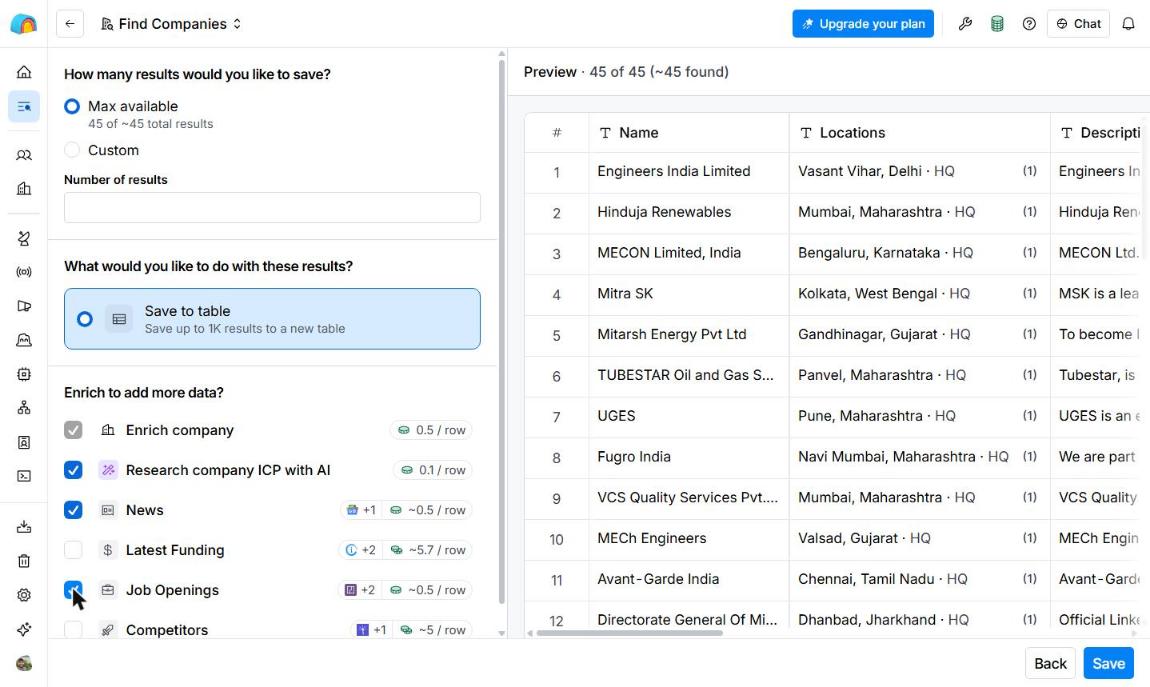 Find Companies
Upgrade your plan
Chat
How many results would you like to save?
Max available
45 of ~45 total results
Custom
Number of results
What would you like to do with these results?
Save to table
Save up to 1K results to a new table
Enrich to add more data?
Enrich company 0.5 / row
Research company ICP with AI 0.1 / row
News +1 ~0.5 / row
Latest Funding +2 ~5.7 / row
Job Openings +2 ~0.5 / row
Competitors +1 ~5 / row
Preview · 45 of 45 (~45 found)
# Name Locations Descripti
1 Engineers India Limited Vasant Vihar, Delhi · HQ (1) Engineers In
2 Hinduja Renewables Mumbai, Maharashtra · HQ (1) Hinduja Ren
3 MECON Limited, India Bengaluru, Karnataka · HQ (1) MECON Ltd.
4 Mitra SK Kolkata, West Bengal · HQ (1) MSK is a lea
5 Mitarsh Energy Pvt Ltd Gandhinagar, Gujarat · HQ (1) To become
6 TUBESTAR Oil and Gas S... Panvel, Maharashtra · HQ (1) Tubestar, is
7 UGES Pune, Maharashtra · HQ (1) UGES is an e
8 Fugro India Navi Mumbai, Maharashtra · HQ (1) We are part
9 VCS Quality Services Pvt.... Mumbai, Maharashtra · HQ (1) VCS Quality
10 MECh Engineers Valsad, Gujarat · HQ (1) MECh Engin
11 Avant-Garde India Chennai, Tamil Nadu · HQ (1) Avant-Garde
12 Directorate General Of Mi... Dhanbad, Jharkhand · HQ (1) Official Linke
Back
Save